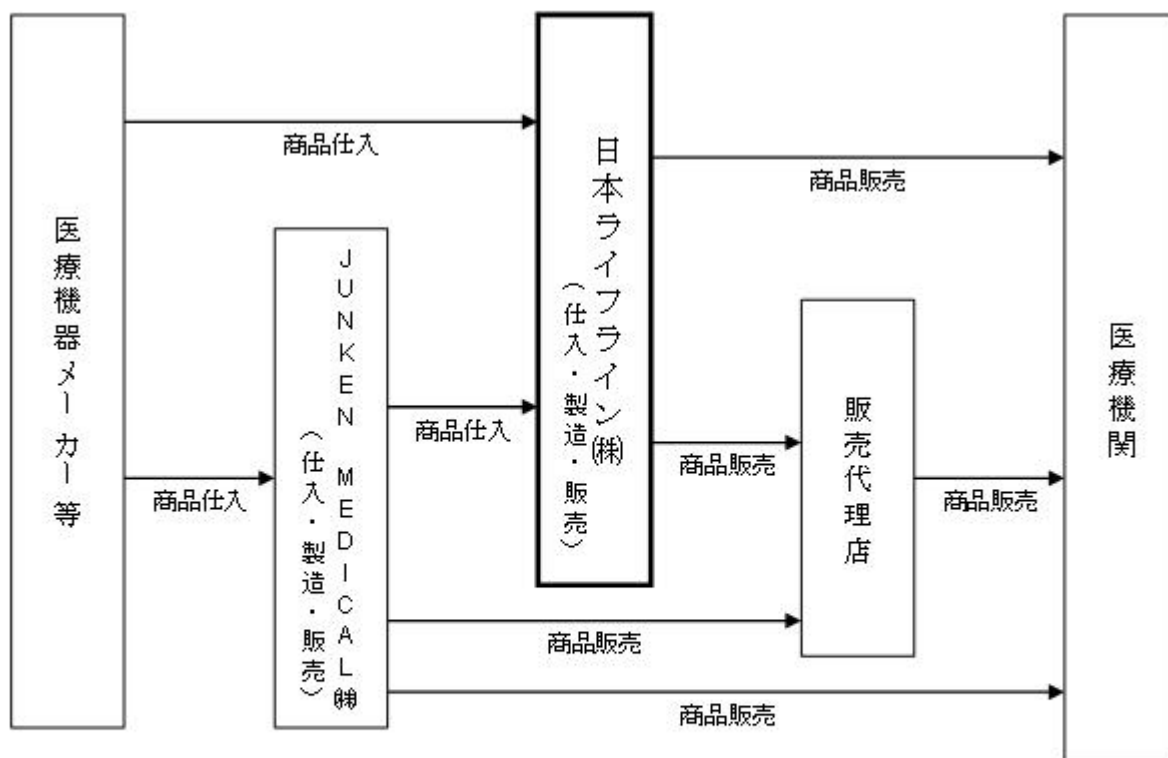 医療機器メーカー等
商品仕入
商品仕入
JUNKEN MEDICAL㈱
(仕入・製造・販売)
商品仕入
日本ライフライン㈱
(仕入・製造・販売)
商品販売
商品販売
商品販売
商品販売
販売代理店
商品販売
医療機関